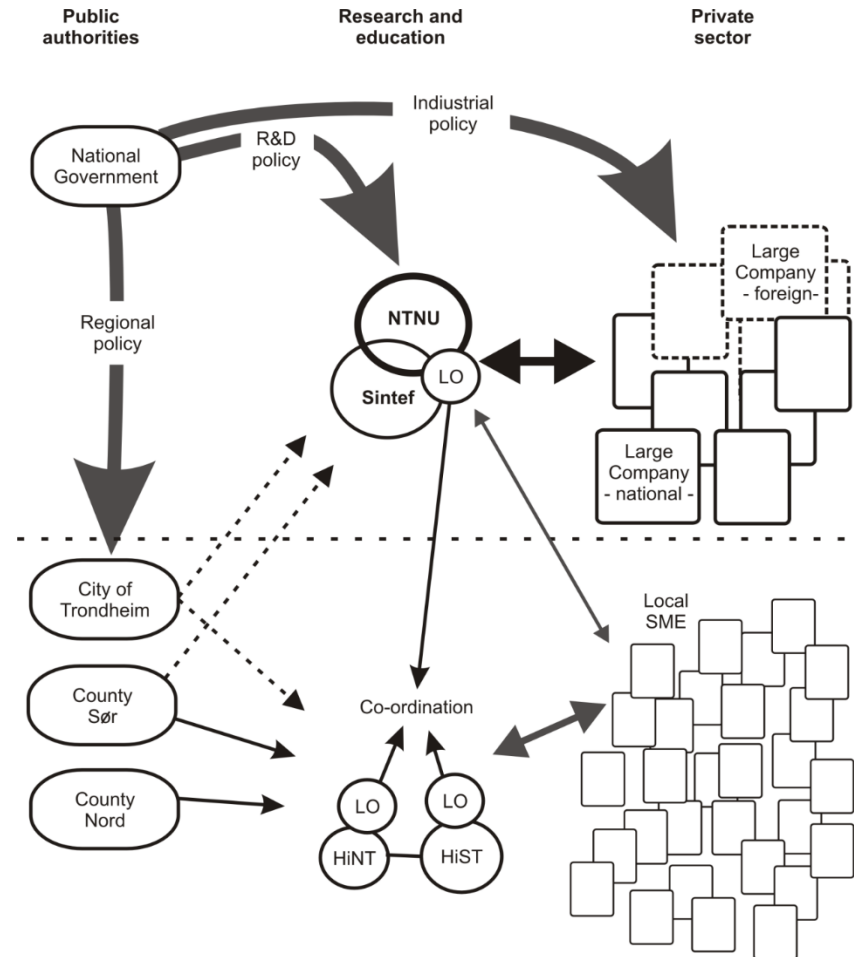 Public
authorities
Research and
education
Private
sector
Indiustrial
policy
R&D
policy
National
Government
Large
Company
- foreign-
NTNU
Regional
policy
LO
Sintef
Large
Company
- national -
City of
Trondheim
Local
SME
County
Sør
Co-ordination
County
Nord
LO
LO
HiNT
HiST